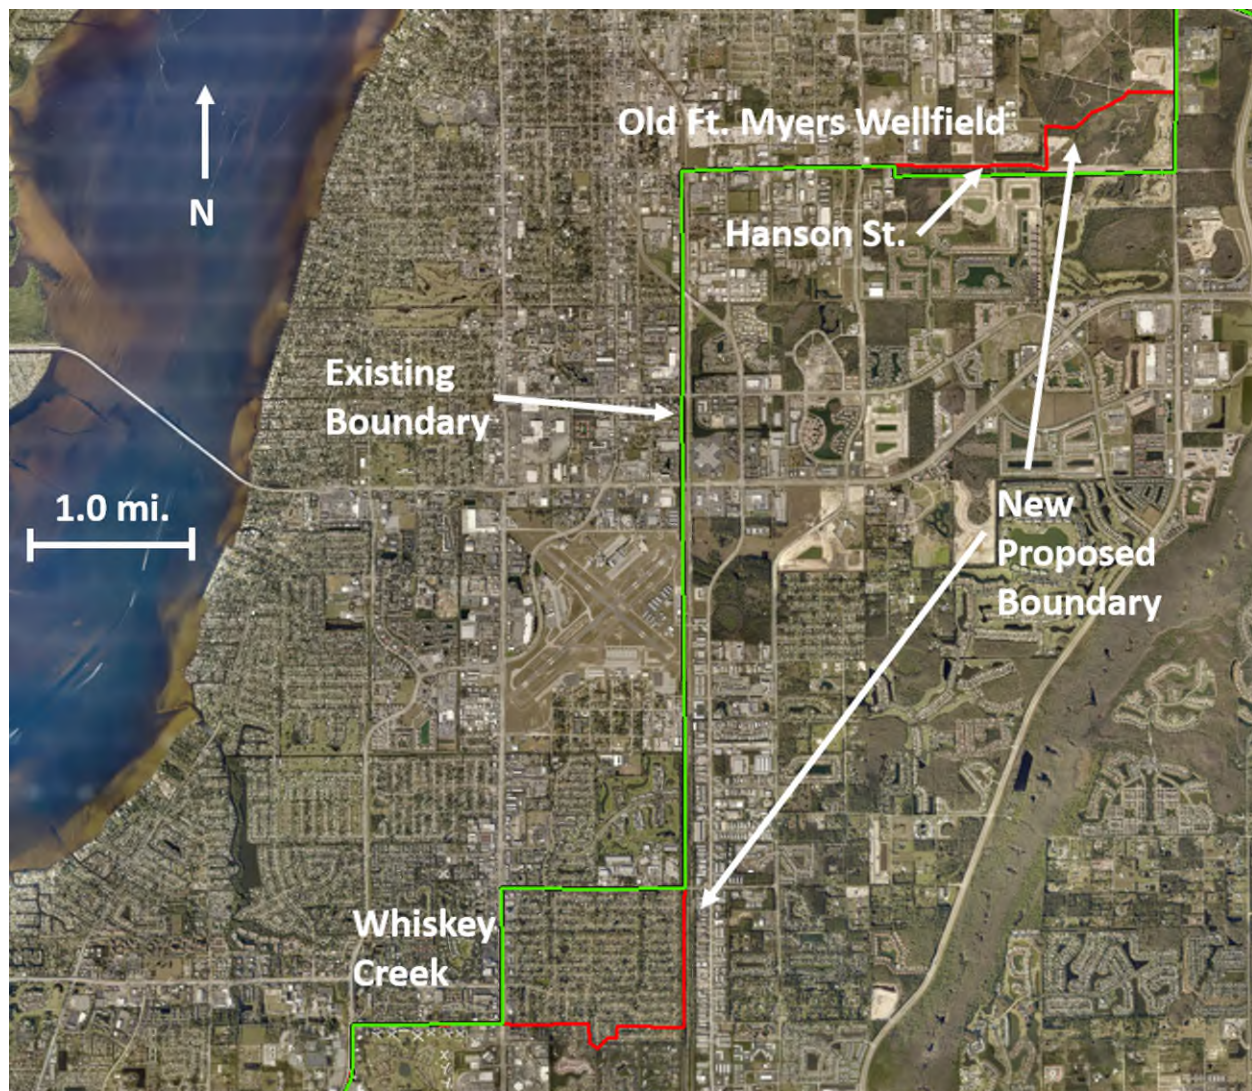 Old Ft. Myers Wellfield
N
Hanson St.
Existing
Boundary
1.0 mi.
New
Proposed
Boundary
Whiskey
Creek